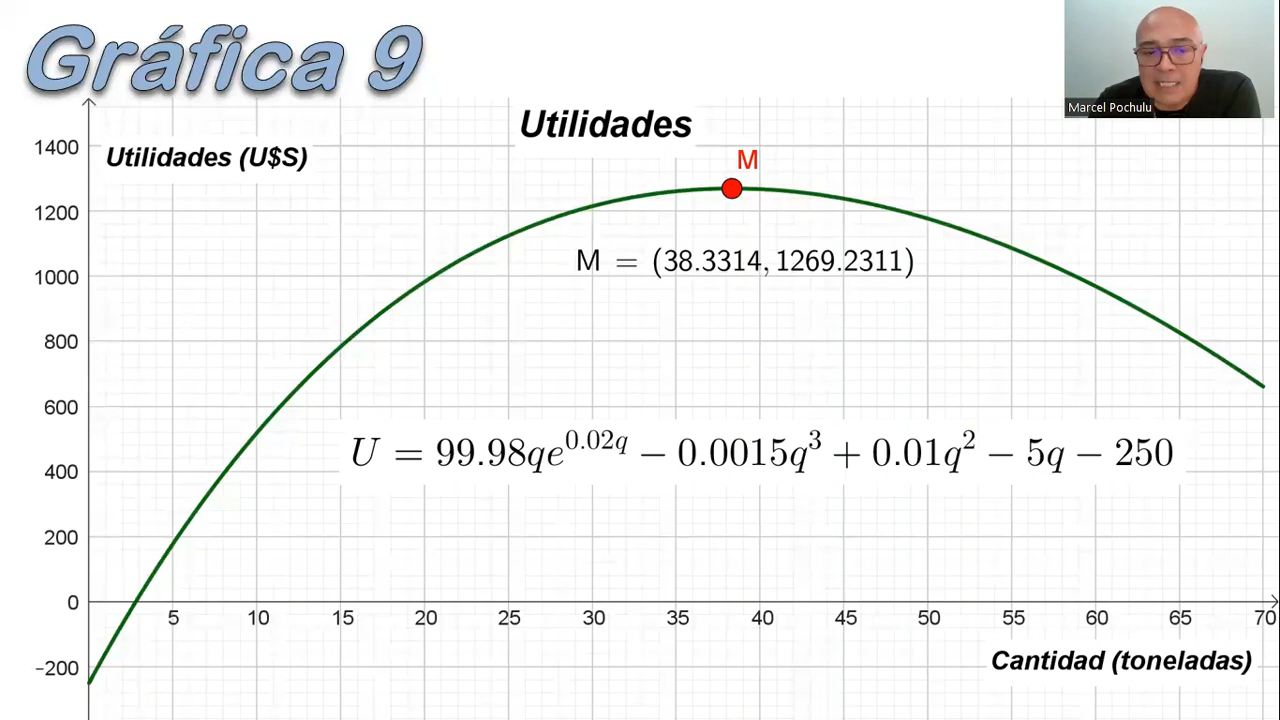 Gráfica 9
Marcel Pochulu
Utilidades
Utilidades (U$S)
M
M = (38.3314, 1269.2311)
U = 99.98qe^{0.02q} − 0.0015q^3 + 0.01q^2 − 5q − 250
1400
1200
1000
800
600
400
200
0
−200
5 10 15 20 25 30 35 40 45 50 55 60 65 70
Cantidad (toneladas)